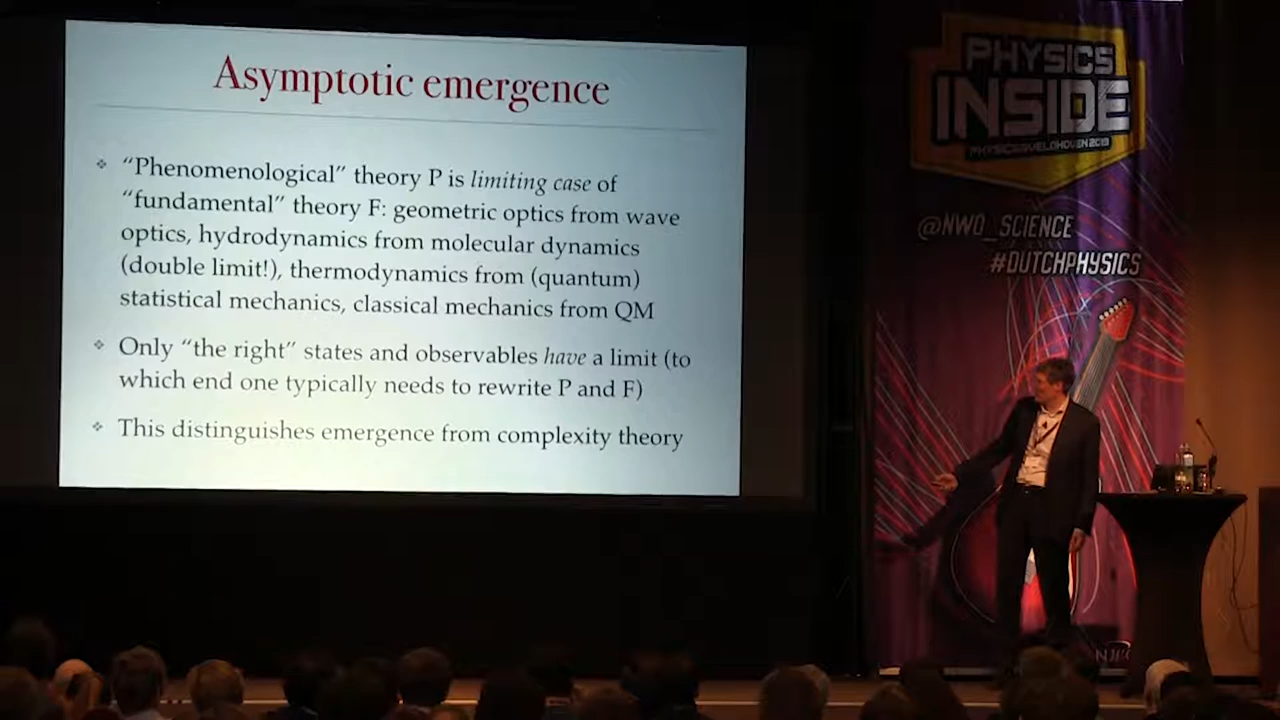 Asymptotic emergence
“Phenomenological” theory P is limiting case of
“fundamental” theory F: geometric optics from wave
optics, hydrodynamics from molecular dynamics
(double limit!), thermodynamics from (quantum)
statistical mechanics, classical mechanics from QM
Only “the right” states and observables have a limit (to
which end one typically needs to rewrite P and F)
This distinguishes emergence from complexity theory
PHYSICS
INSIDE
PHYSICS@VELDHOVEN 2019
@NWO_SCIENCE
#DUTCHPHYSICS